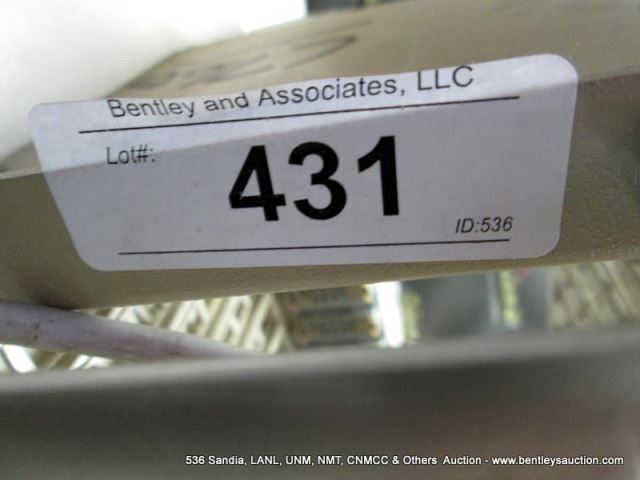 Bentley and Associates, LLC
Lot#:
431
ID:536
536 Sandia, LANL, UNM, NMT, CNMCC & Others Auction - www.bentleysauction.com